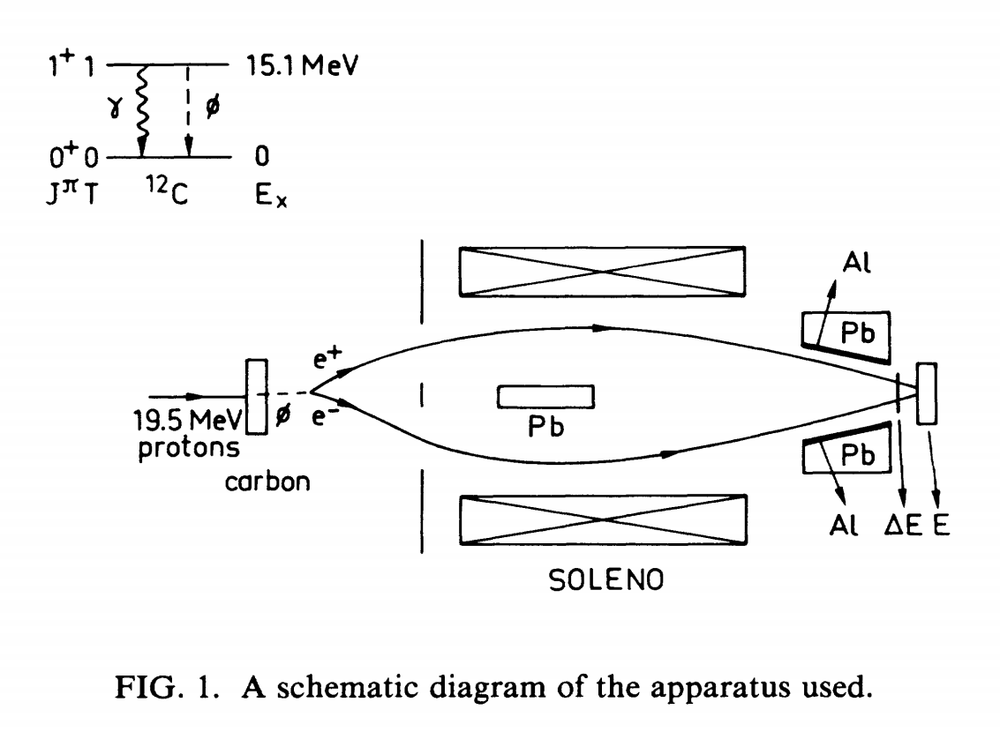 1⁺ 1 15.1 MeV
γ ϕ
0⁺ 0 0
Jᴨ T ¹²C Eₓ
Al
Pb
e⁺
19.5 MeV ϕ e⁻
protons
Pb
Pb
carbon
Al ΔE E
SOLENO
FIG. 1. A schematic diagram of the apparatus used.